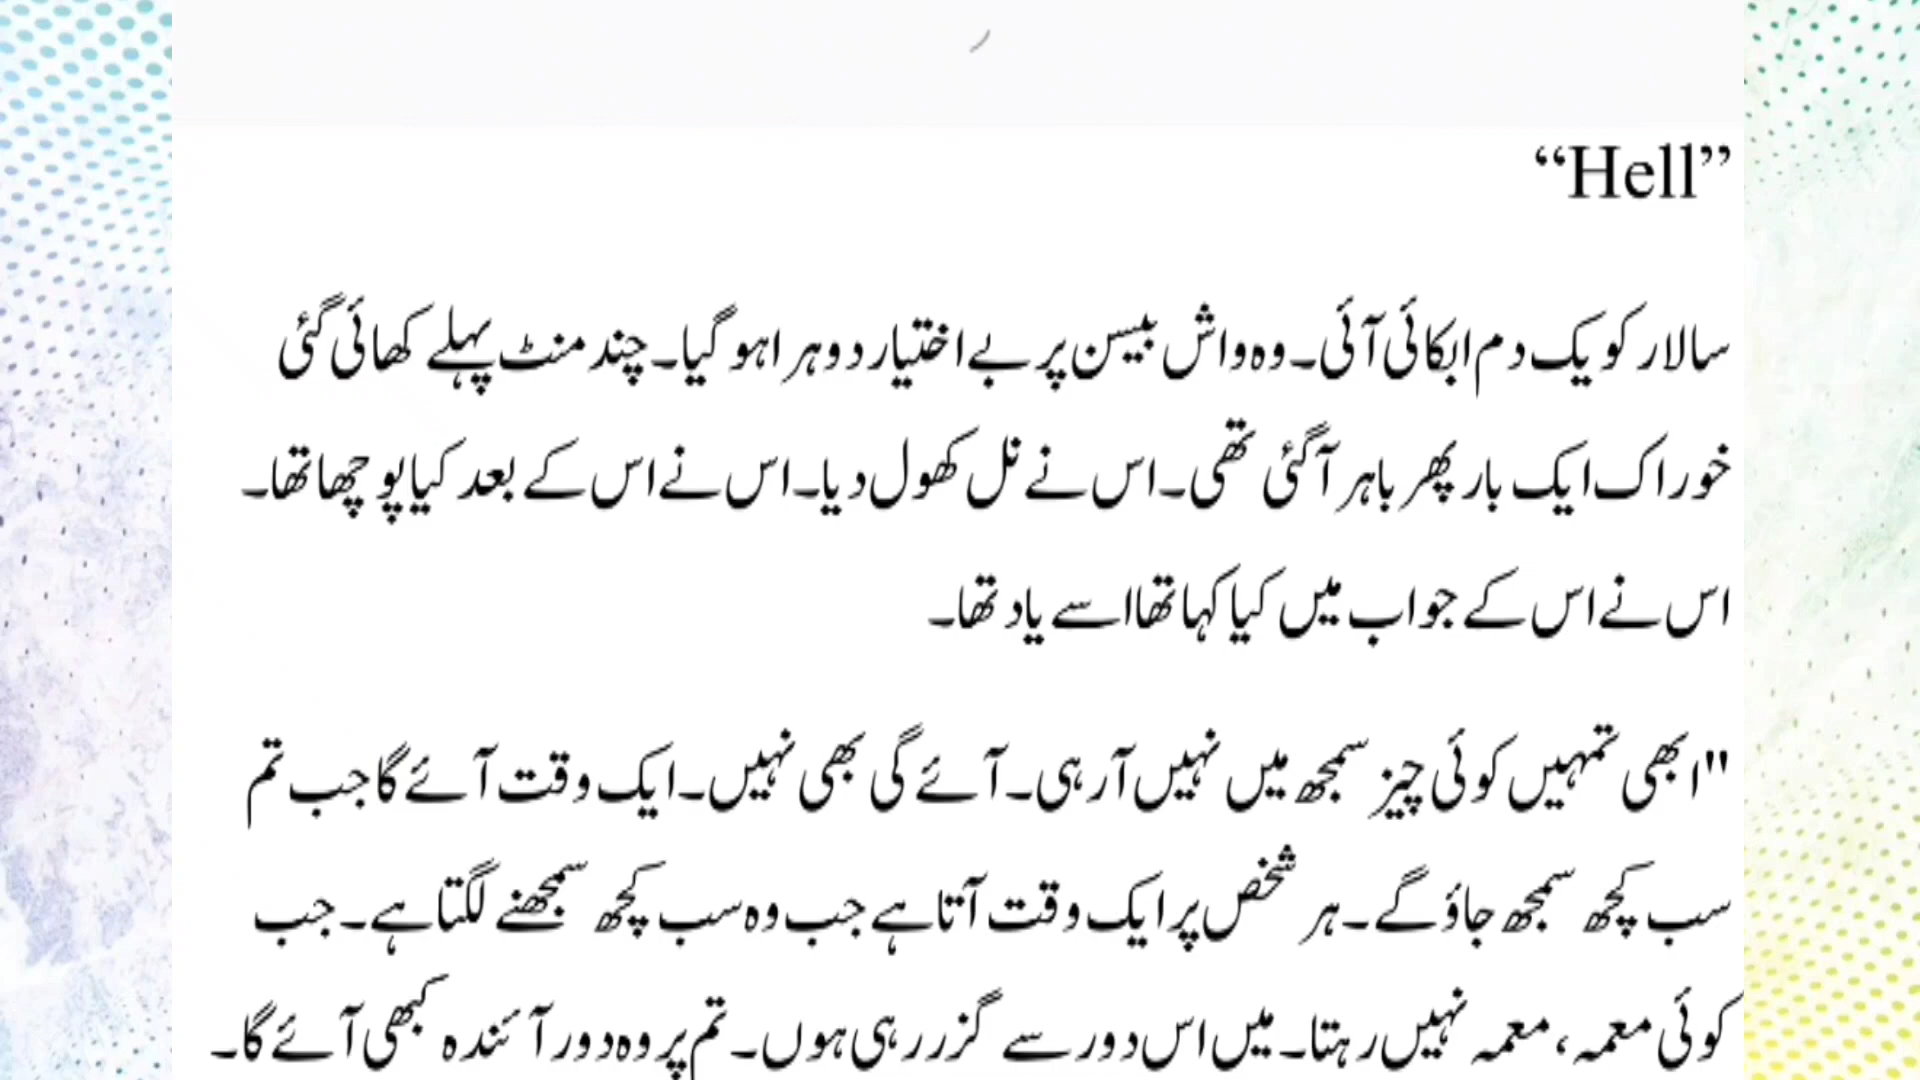 “Hell”
سالار کو یک دم ابکائی آئی۔ وہ واش بیسن پر بے اختیار دوہرا ہو گیا۔ چند منٹ پہلے کھائی گئی
خوراک ایک بار پھر باہر آ گئی تھی۔ اس نے نل کھول دیا۔ اس نے اس کے بعد کیا پوچھا تھا۔
اس نے اس کے جواب میں کیا کہا تھا اسے یاد تھا۔
"ابھی تمہیں کوئی چیز سمجھ میں نہیں آ رہی۔ آئے گی بھی نہیں۔ ایک وقت آئے گا جب تم
سب کچھ سمجھ جاؤ گے۔ ہر شخص پر ایک وقت آتا ہے جب وہ سب کچھ سمجھنے لگتا ہے۔ جب
کوئی معمہ، معمہ نہیں رہتا۔ میں اس دور سے گزر رہی ہوں۔ تم پر وہ دور آئندہ کبھی آئے گا۔